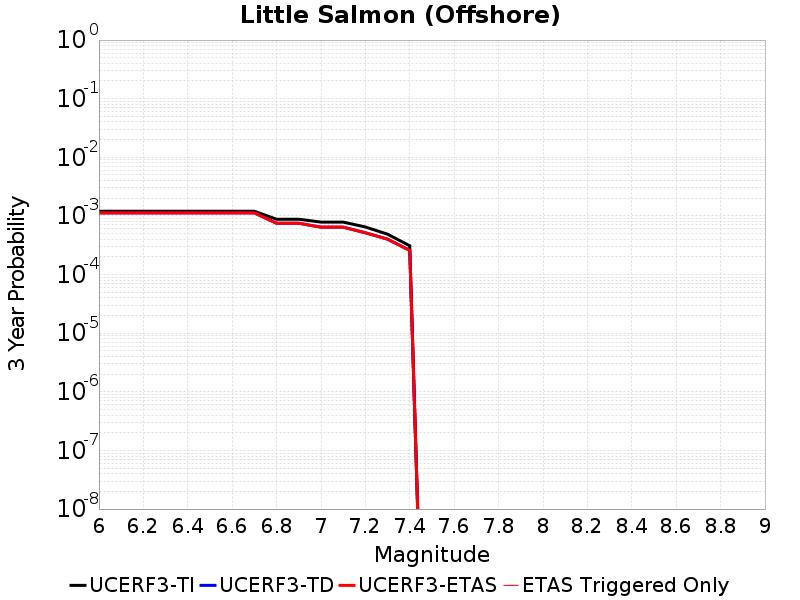 Little Salmon (Offshore)
10^0
10^-1
10^-2
10^-3
10^-4
10^-5
10^-6
10^-7
10^-8
3 Year Probability
6 6.2 6.4 6.6 6.8 7 7.2 7.4 7.6 7.8 8 8.2 8.4 8.6 8.8 9
Magnitude
UCERF3-TI UCERF3-TD UCERF3-ETAS ETAS Triggered Only